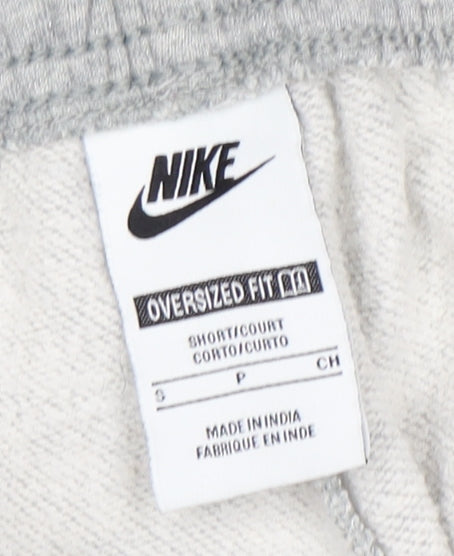 NIKE
OVERSIZED FIT
SHORT/COURT
CORTO/CURTO
S P CH
MADE IN INDIA
FABRIQUE EN INDE